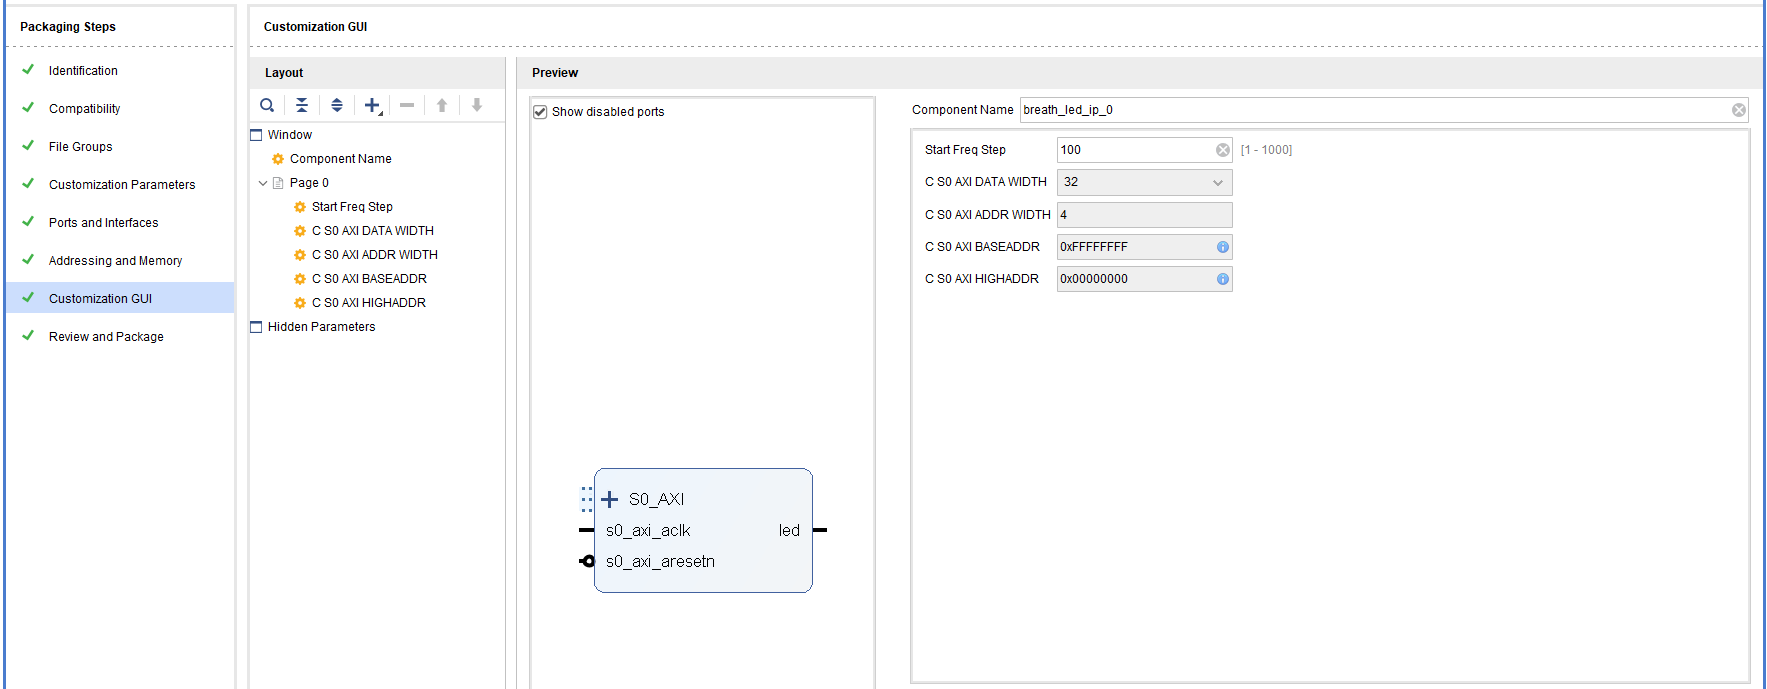 Packaging Steps
Identification
Compatibility
File Groups
Customization Parameters
Ports and Interfaces
Addressing and Memory
Customization GUI
Review and Package
Customization GUI
Layout
Window
Component Name
Page 0
Start Freq Step
C S0 AXI DATA WIDTH
C S0 AXI ADDR WIDTH
C S0 AXI BASEADDR
C S0 AXI HIGHADDR
Hidden Parameters
Preview
Show disabled ports
S0_AXI
s0_axi_aclk
led
s0_axi_aresetn
Component Name breath_led_ip_0
Start Freq Step 100 [1 - 1000]
C S0 AXI DATA WIDTH 32
C S0 AXI ADDR WIDTH 4
C S0 AXI BASEADDR 0xFFFFFFFF
C S0 AXI HIGHADDR 0x00000000